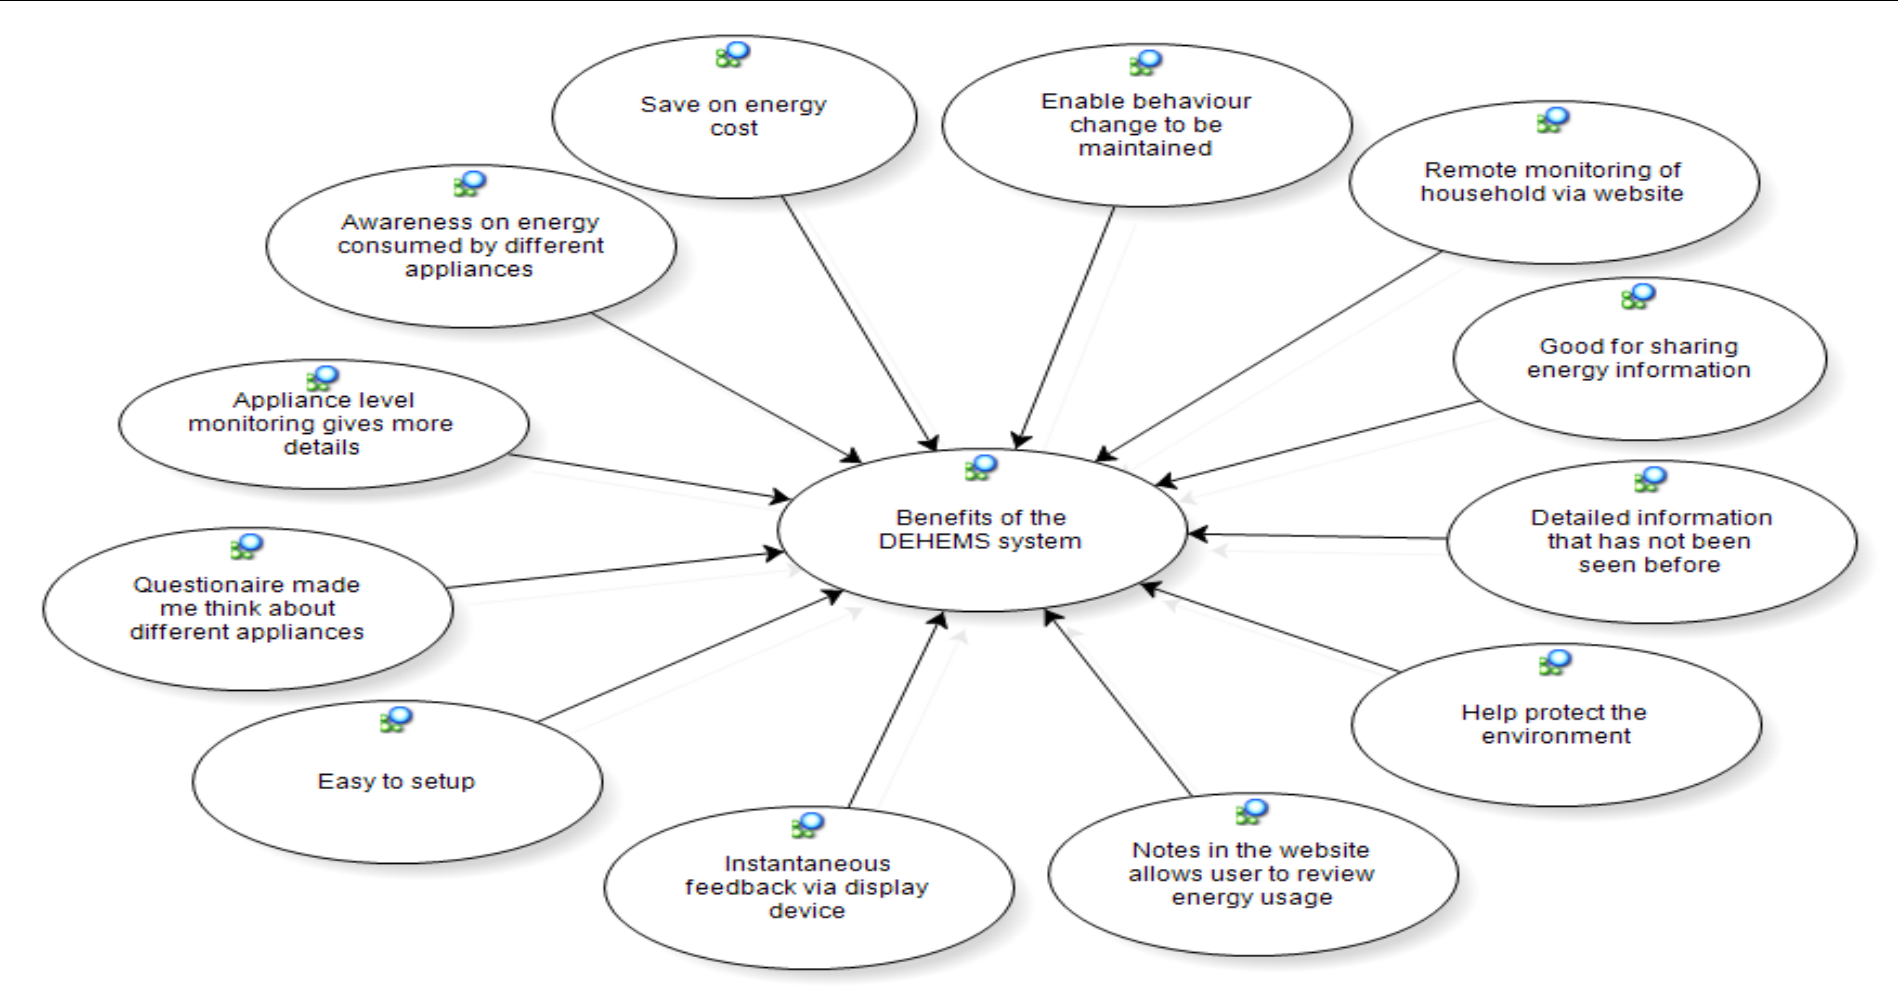 Save on energy
cost
Enable behaviour
change to be
maintained
Remote monitoring of
household via website
Awareness on energy
consumed by different
appliances
Good for sharing
energy information
Appliance level
monitoring gives more
details
Benefits of the
DEHEMS system
Detailed information
that has not been
seen before
Questionaire made
me think about
different appliances
Help protect the
environment
Easy to setup
Instantaneous
feedback via display
device
Notes in the website
allows user to review
energy usage